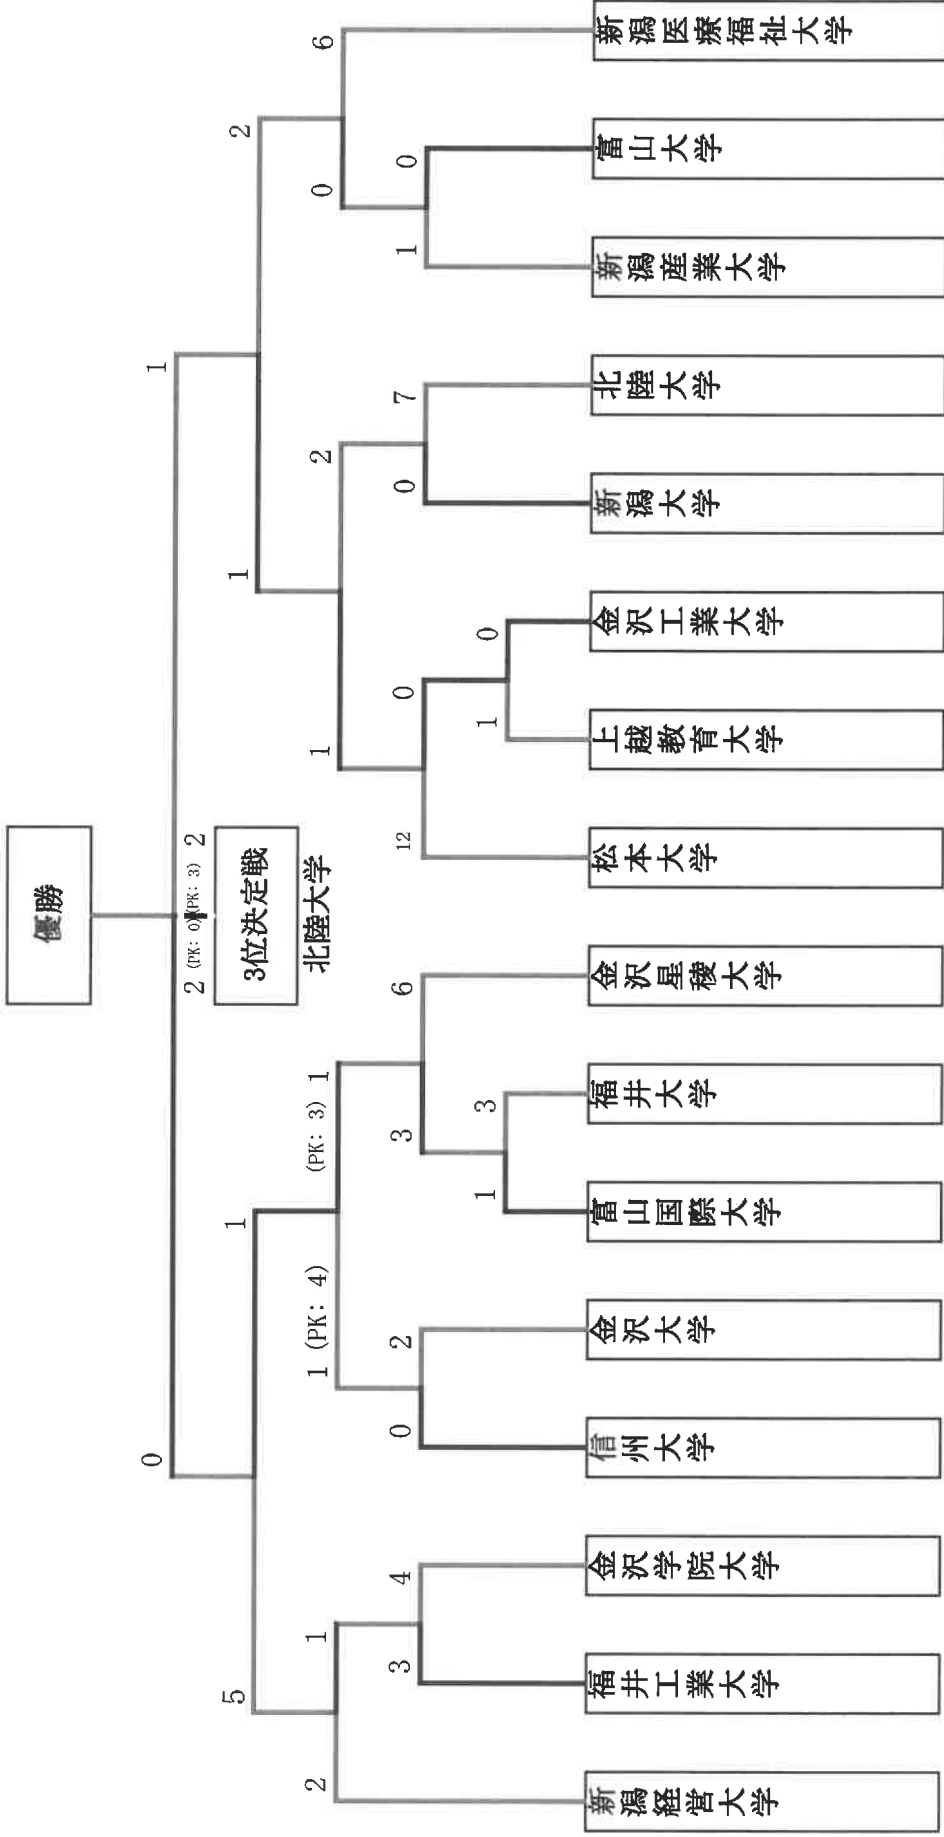 優勝
0
1
2 (PK: 0)(PK: 3) 2
3位決定戦
北陸大学
5
1
1
2
2
1
1 (PK: 4)
(PK: 3) 1
1
2
0
6
3
4
0
2
3
6
12
0
0
7
1
0
1
3
1
0
新潟経営大学
福井工業大学
金沢学院大学
信州大学
金沢大学
富山国際大学
福井大学
金沢星稜大学
松本大学
上越教育大学
金沢工業大学
新潟大学
北陸大学
新潟産業大学
富山大学
新潟医療福祉大学